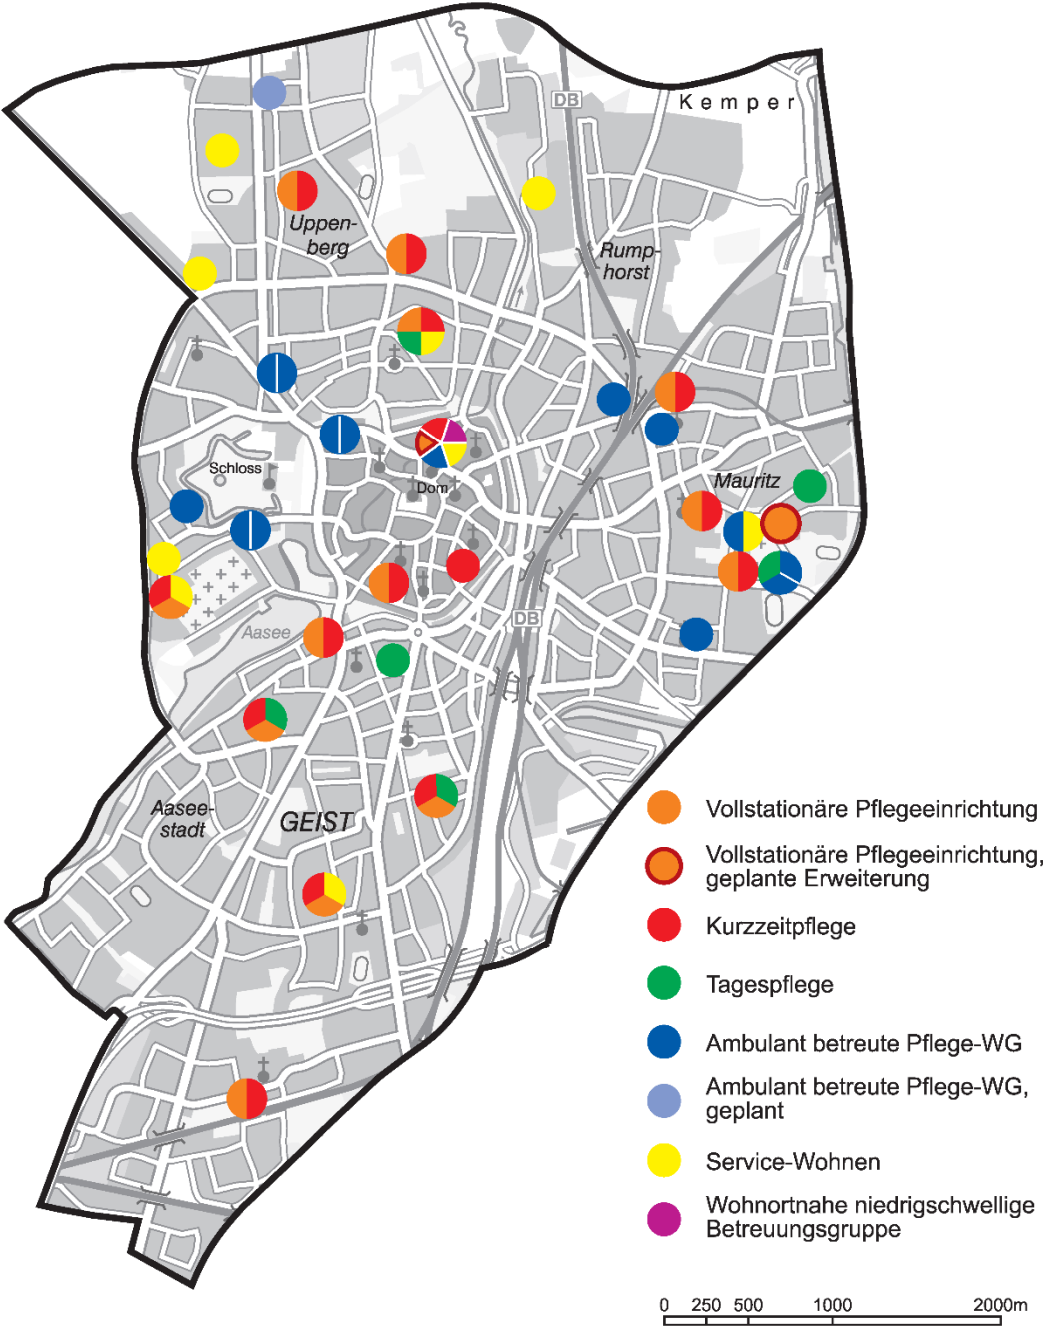 DB
Kemper
Uppen-
berg
Rump-
horst
Schloss
Dom
Mauritz
Aasee
DB
Aasee-
stadt
GEIST
Vollstationäre Pflegeeinrichtung
Vollstationäre Pflegeeinrichtung,
geplante Erweiterung
Kurzzeitpflege
Tagespflege
Ambulant betreute Pflege-WG
Ambulant betreute Pflege-WG,
geplant
Service-Wohnen
Wohnortnahe niedrigschwellige
Betreuungsgruppe
0 250 500 1000 2000m